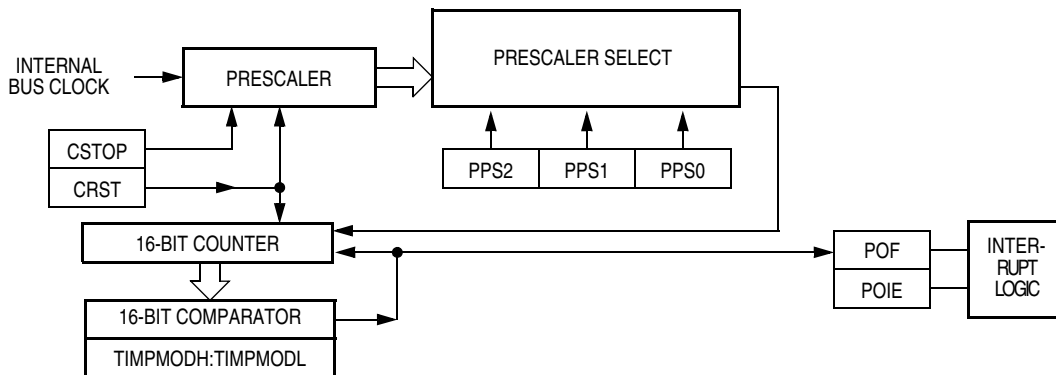 INTERNAL
BUS CLOCK
PRESCALER
PRESCALER SELECT
CSTOP
CRST
PPS2
PPS1
PPS0
16-BIT COUNTER
16-BIT COMPARATOR
TIMPMODH:TIMPMODL
POF
POIE
INTER-
RUPT
LOGIC